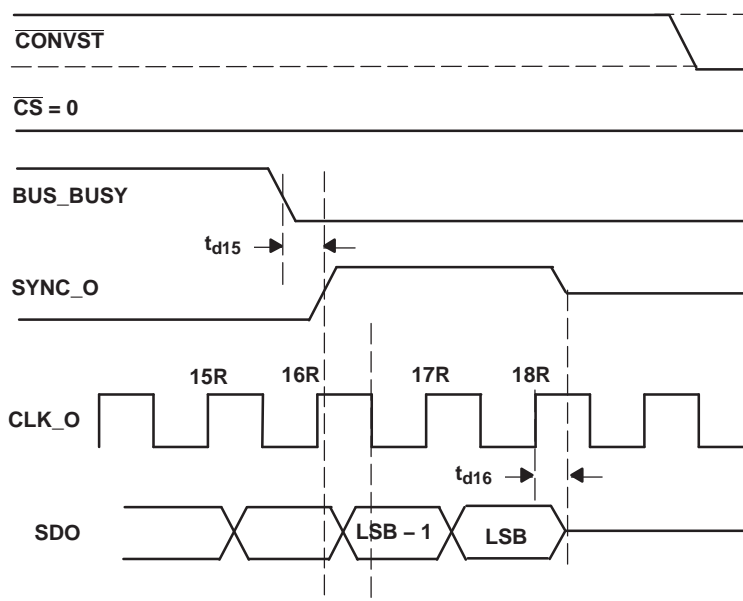 CONVST
CS = 0
BUS_BUSY
td15
SYNC_O
15R 16R 17R 18R
CLK_O
td16
SDO LSB – 1 LSB